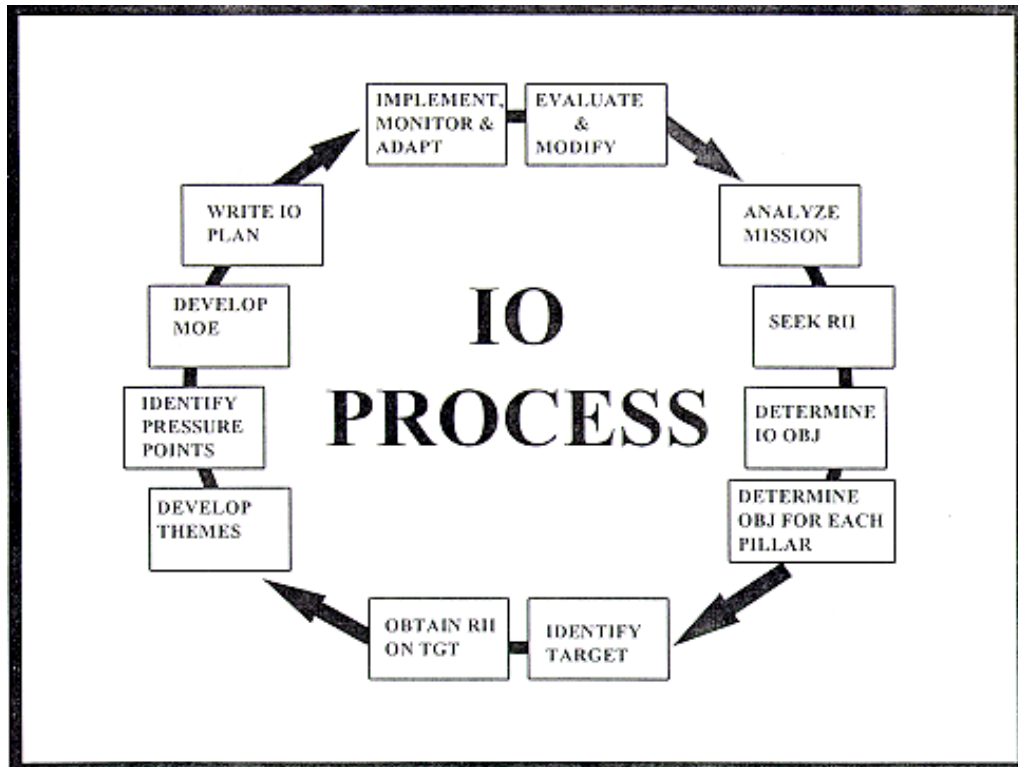 IMPLEMENT,
MONITOR &
ADAPT
EVALUATE
&
MODIFY
ANALYZE
MISSION
SEEK RII
DETERMINE
IO OBJ
DETERMINE
OBJ FOR EACH
PILLAR
IDENTIFY
TARGET
OBTAIN RII
ON TGT
DEVELOP
THEMES
IDENTIFY
PRESSURE
POINTS
DEVELOP
MOE
WRITE IO
PLAN
IO
PROCESS